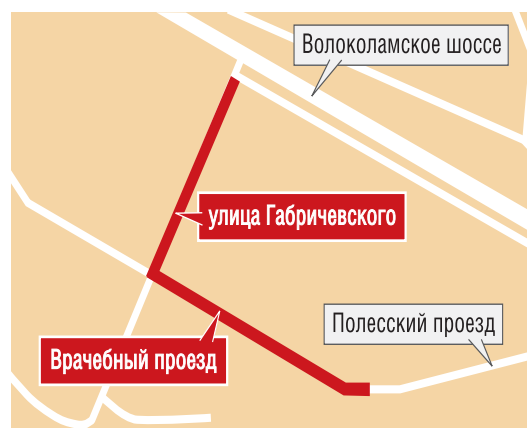 Волоколамское шоссе
улица Габричевского
Полесский проезд
Врачебный проезд